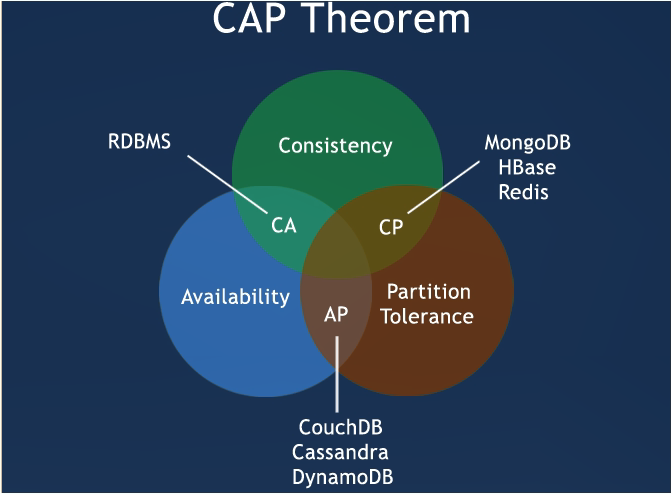 CAP Theorem
Consistency
RDBMS
MongoDB
HBase
Redis
CA
CP
Availability
Partition
Tolerance
AP
CouchDB
Cassandra
DynamoDB